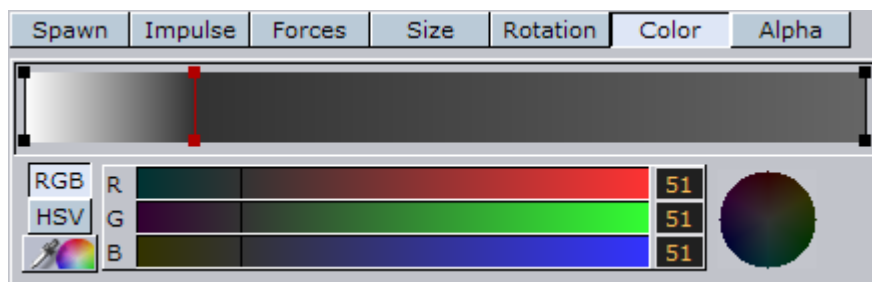 Spawn Impulse Forces Size Rotation Color Alpha
RGB R 51
HSV G 51
B 51